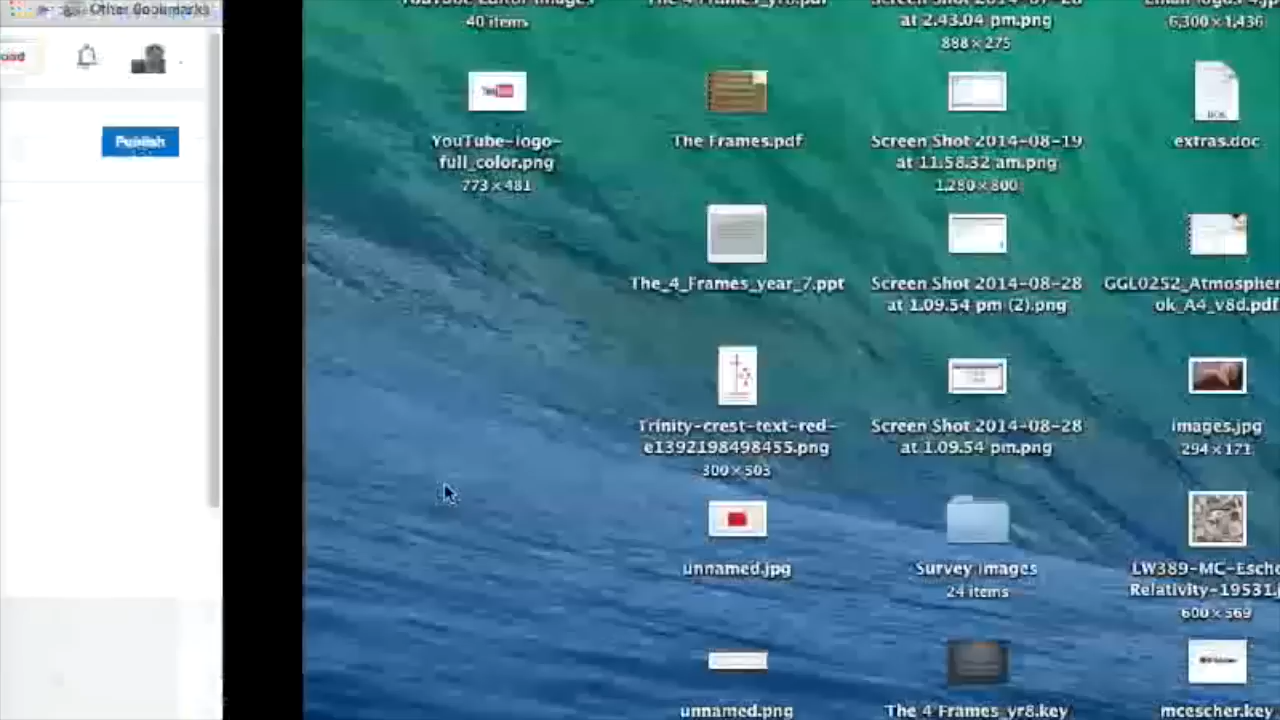 Other Bookmarks
Publish
YouTube Editor Images
40 items
YouTube-logo-
full_color.png
773 × 481
The 4 Frames_yr8.pdf
The Frames.pdf
The_4_Frames_year_7.ppt
Trinity-crest-text-red-
e1392198498455.png
300 × 503
unnamed.jpg
unnamed.png
at 2.43.04 pm.png
888 × 275
Screen Shot 2014-08-19
at 11.58.32 am.png
1,280 × 800
Screen Shot 2014-08-28
at 1.09.54 pm (2).png
Screen Shot 2014-08-28
at 1.09.54 pm.png
Survey Images
24 items
The 4 Frames_yr8.key
6,300 × 1,436
extras.doc
GGL0252_Atmospher
ok_A4_v8d.pdf
images.jpg
294 × 171
LW389-MC-Esche
Relativity-19531.j
600 × 569
mcescher.key